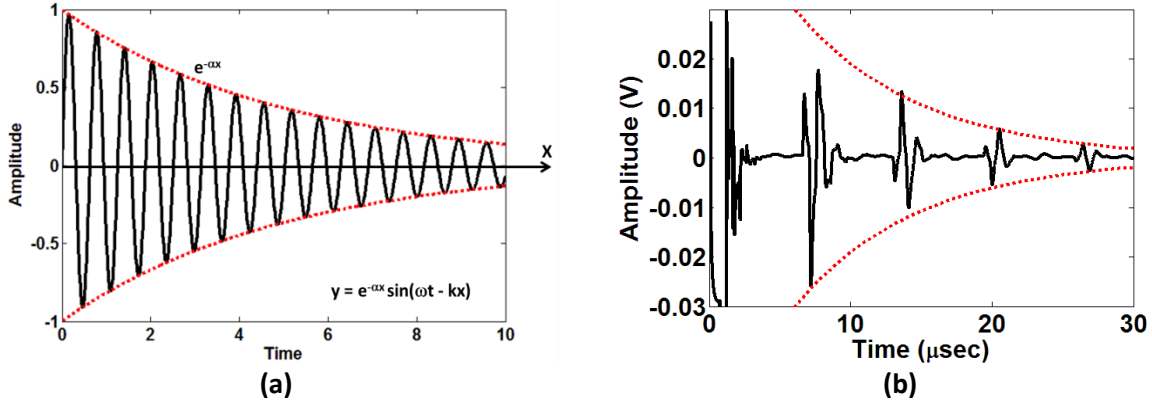 1
0.5
0
-0.5
-1
Amplitude
e-αx
X
y = e-αx sin(ωt - kx)
0 2 4 6 8 10
Time
(a)
0.02
0.01
0
-0.01
-0.02
-0.03
Amplitude (V)
0 10 20 30
Time (μsec)
(b)